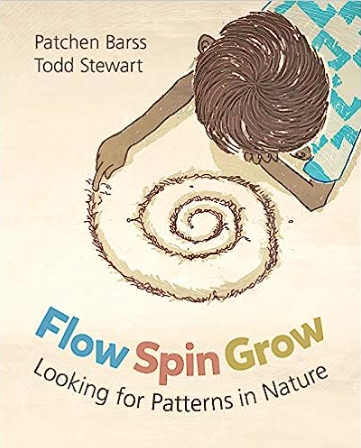 Patchen Barss
Todd Stewart
Flow Spin Grow
Looking for Patterns in Nature